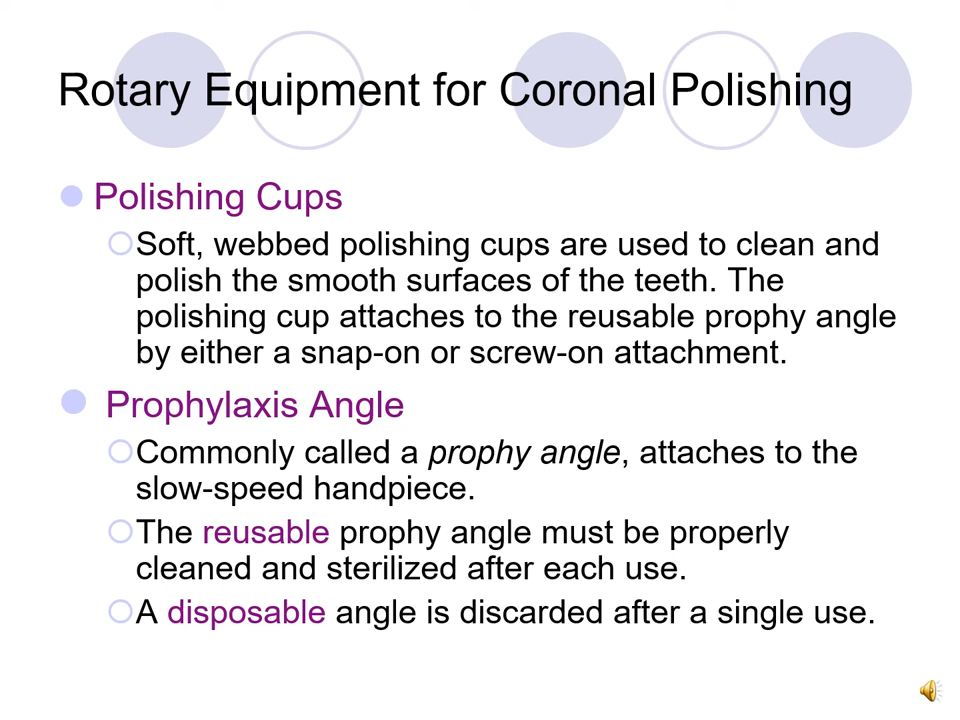 Rotary Equipment for Coronal Polishing
Polishing Cups
Soft, webbed polishing cups are used to clean and
polish the smooth surfaces of the teeth. The
polishing cup attaches to the reusable prophy angle
by either a snap-on or screw-on attachment.
Prophylaxis Angle
Commonly called a prophy angle, attaches to the
slow-speed handpiece.
The reusable prophy angle must be properly
cleaned and sterilized after each use.
A disposable angle is discarded after a single use.